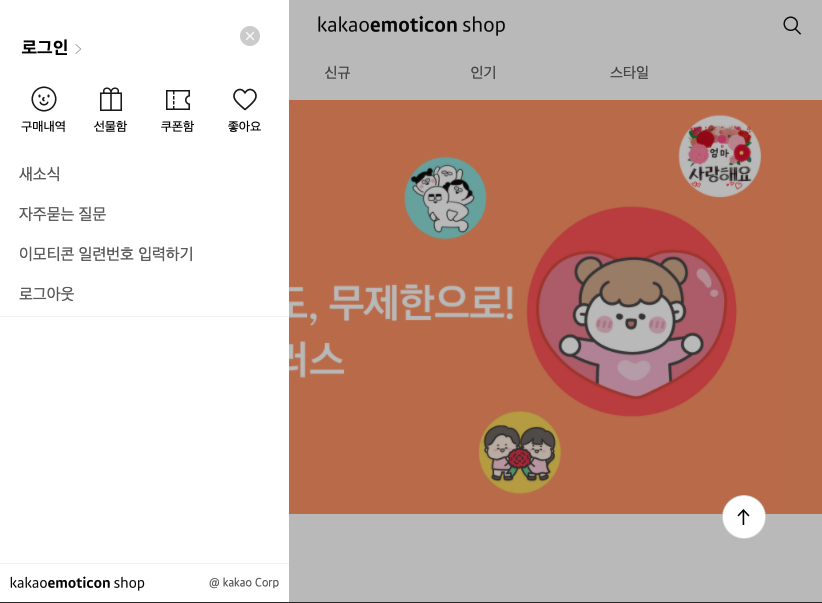 로그인
구매내역 선물함 쿠폰함 좋아요
새소식
자주묻는 질문
이모티콘 일련번호 입력하기
로그아웃
kakaoemoticon shop
@ kakao Corp
kakaoemoticon shop
신규 인기 스타일
엄마
사랑해요
도, 무제한으로!
러스